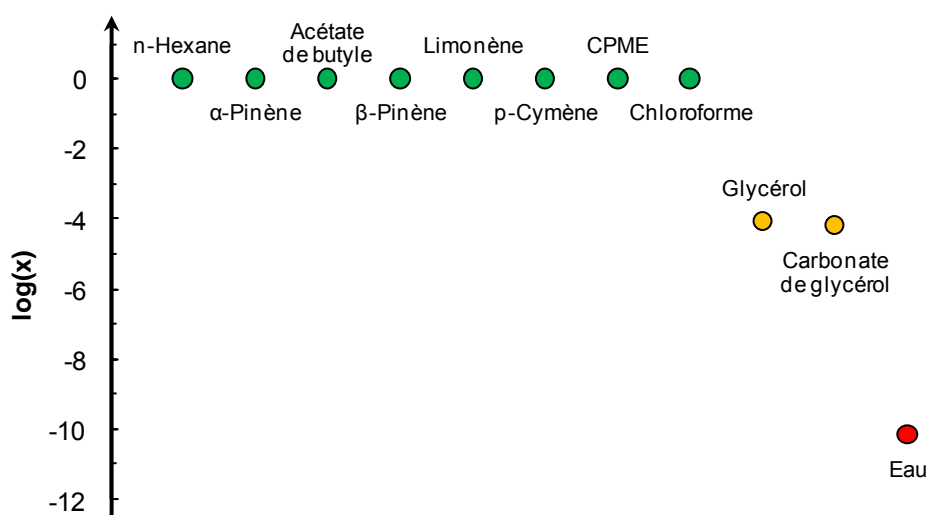 Acétate
n-Hexane
de butyle
Limonène
CPME
0
α-Pinène
β-Pinène
p-Cymène
Chloroforme
-2
Glycérol
-4
Carbonate
de glycérol
-6
log(x)
-8
-10
Eau
-12